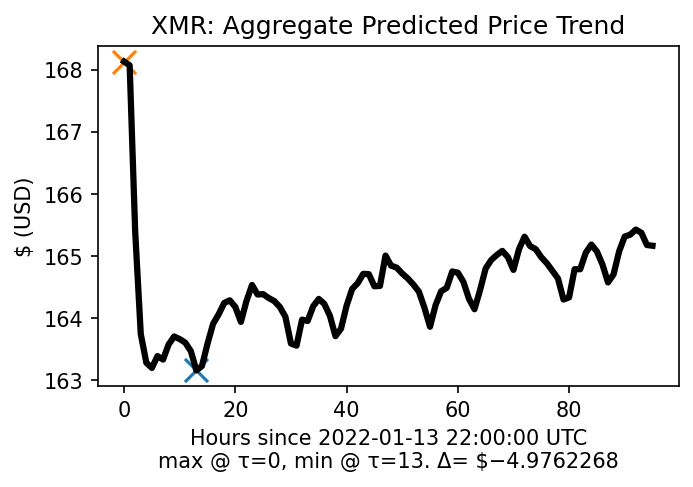 XMR: Aggregate Predicted Price Trend
168
167
166
165
164
163
$ (USD)
0 20 40 60 80
Hours since 2022-01-13 22:00:00 UTC
max @ τ=0, min @ τ=13. Δ= $−4.9762268